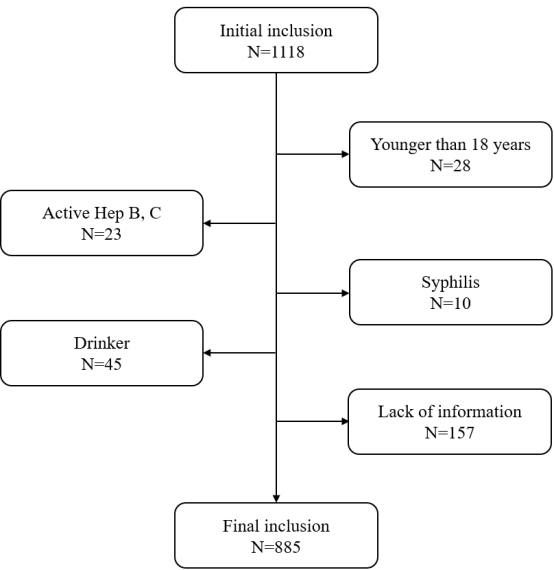 Initial inclusion
N=1118
Younger than 18 years
N=28
Active Hep B, C
N=23
Syphilis
N=10
Drinker
N=45
Lack of information
N=157
Final inclusion
N=885